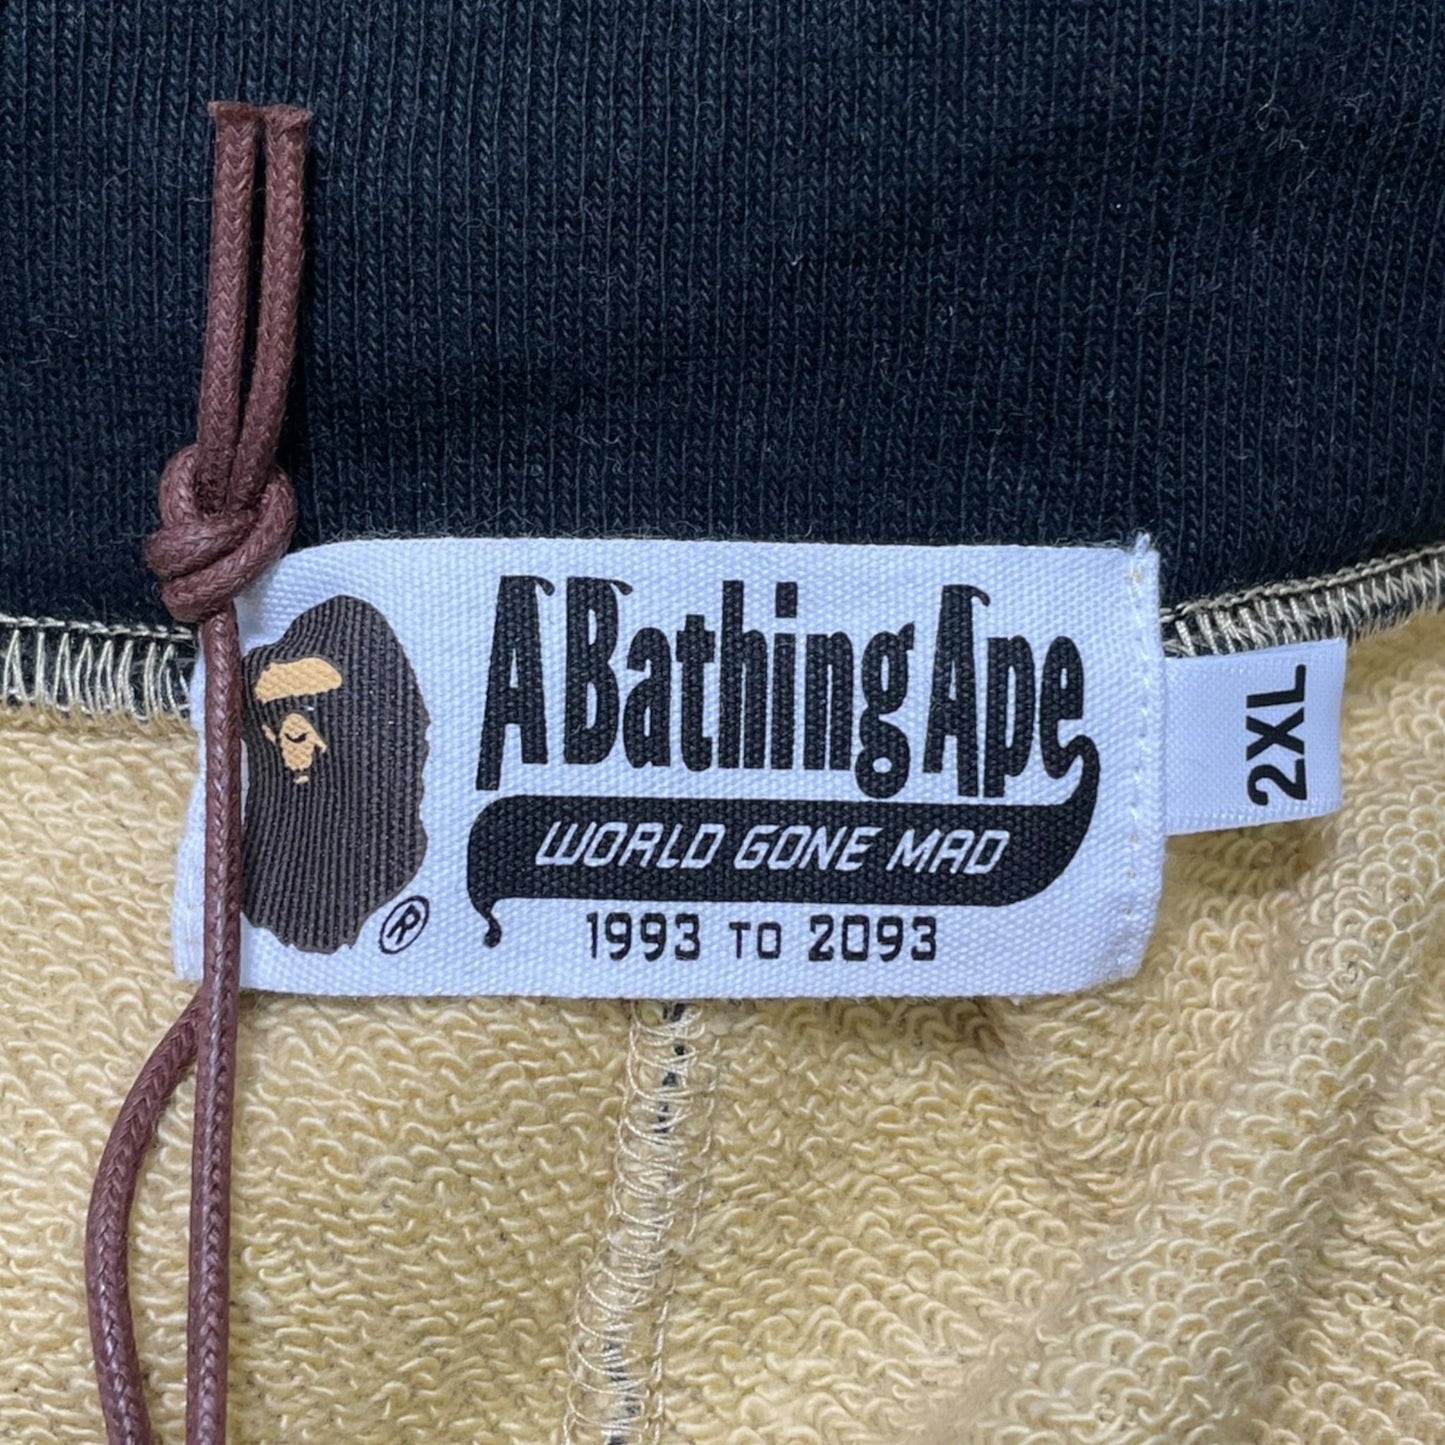 A Bathing Ape
WORLD GONE MAD
1993 TO 2093
®
2XL